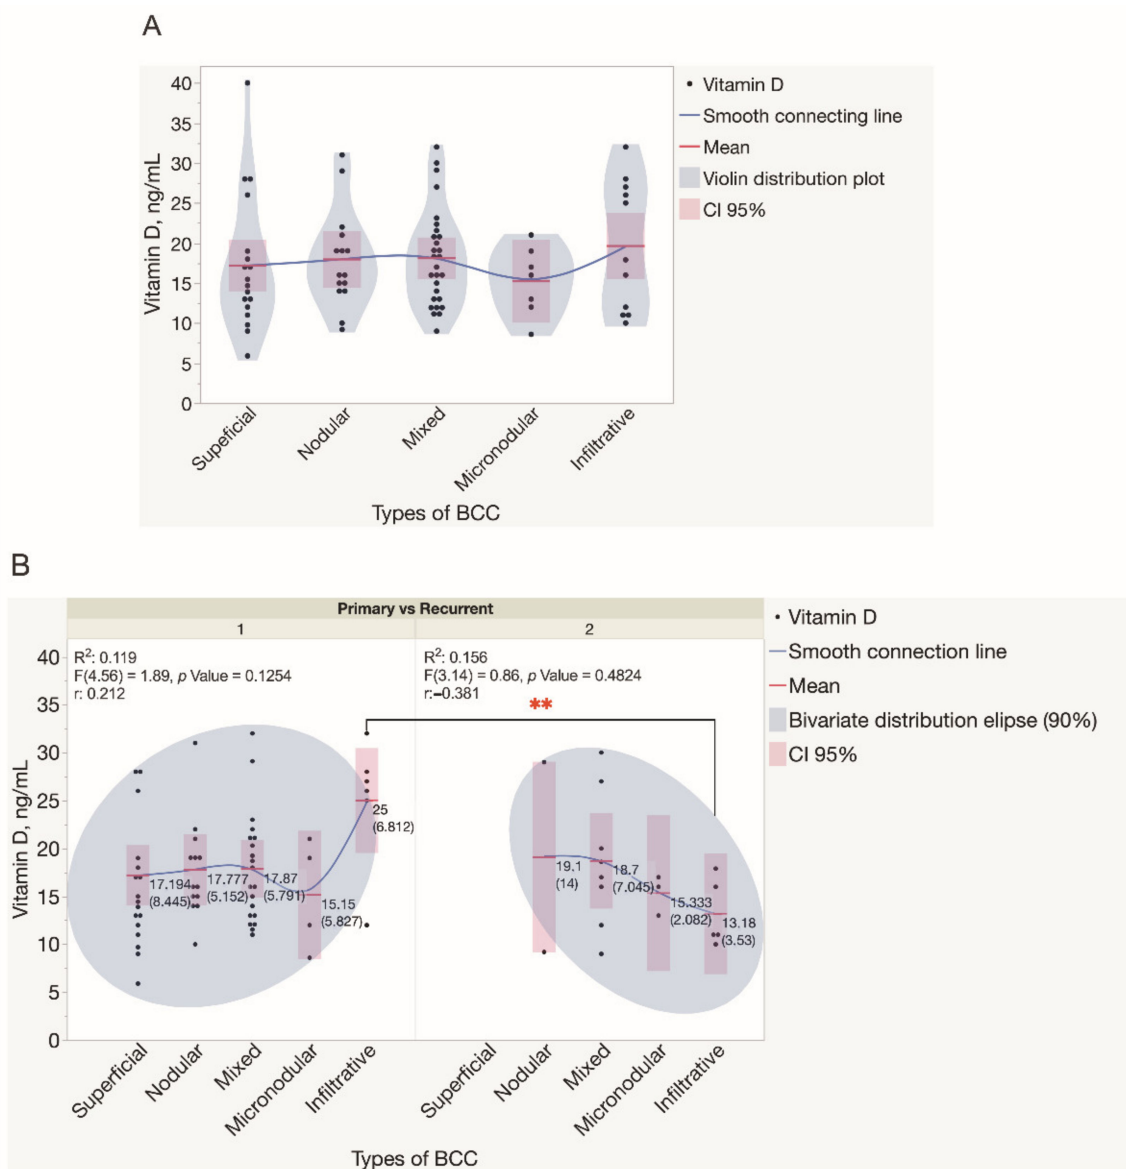 A
Vitamin D, ng/mL
40
35
30
25
20
15
10
5
0
Supeficial
Nodular
Mixed
Micronodular
Infiltrative
Types of BCC
Vitamin D
Smooth connecting line
Mean
Violin distribution plot
CI 95%
B
Primary vs Recurrent
1
2
R²: 0.119
F(4.56) = 1.89, p Value = 0.1254
r: 0.212
R²: 0.156
F(3.14) = 0.86, p Value = 0.4824
r:–0.381
**
Vitamin D, ng/mL
40
35
30
25
20
15
10
5
0
17.194
(8.445)
17.777
(5.152)
17.87
(5.791)
15.15
(5.827)
25
(6.812)
19.1
(14)
18.7
(7.045)
15.333
(2.082)
13.18
(3.53)
Superficial
Nodular
Mixed
Micronodular
Infiltrative
Superficial
Nodular
Mixed
Micronodular
Infiltrative
Types of BCC
Vitamin D
Smooth connection line
Mean
Bivariate distribution elipse (90%)
CI 95%